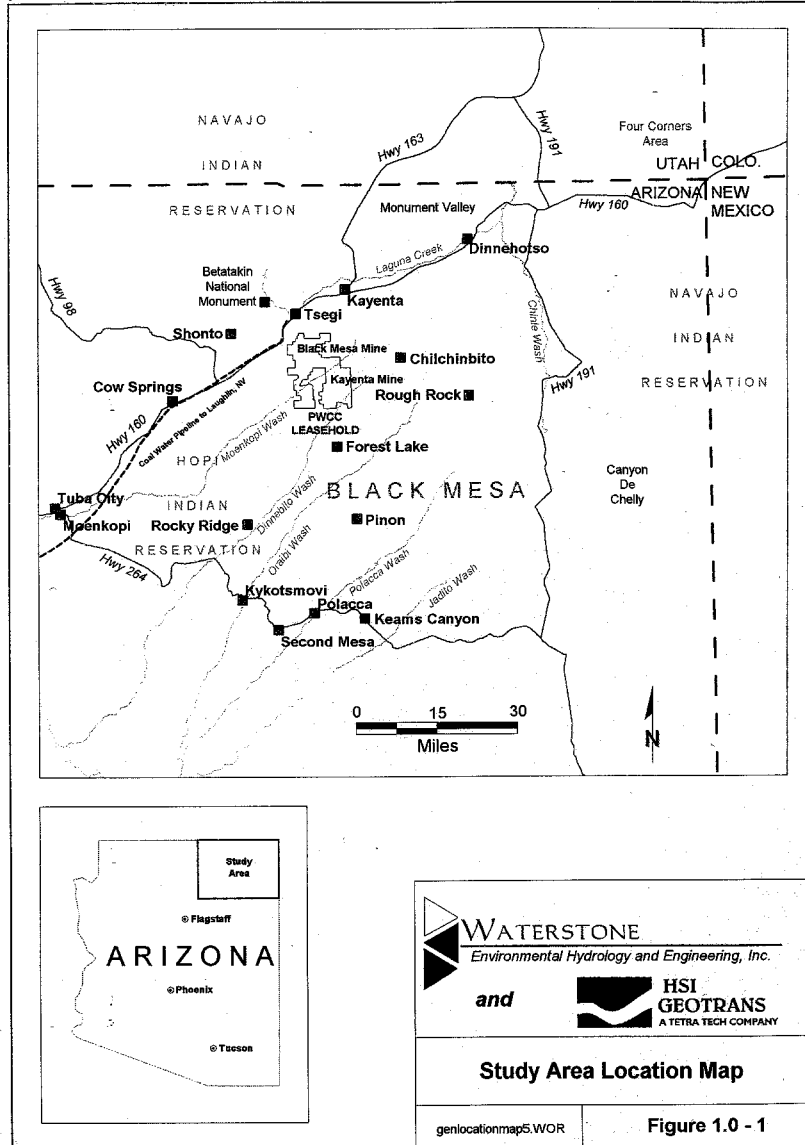 NAVAJO
INDIAN
RESERVATION
Hwy 163
Hwy 191
Four Corners
Area
UTAH COLO.
ARIZONA NEW
MEXICO
Monument Valley
Hwy 160
Dinnehotso
Laguna Creek
Betatakin
National
Monument
Kayenta
Tsegi
Hwy 98
Shonto
Chinle Wash
NAVAJO
INDIAN
RESERVATION
Black Mesa Mine
Chilchinbito
Kayenta Mine
Hwy 191
Cow Springs
Rough Rock
PWCC
LEASEHOLD
Hwy 160
Coal Water Pipeline to Laughlin, NV
Moenkopi Wash
Forest Lake
HOPI
INDIAN
RESERVATION
BLACK MESA
Canyon
De
Chelly
Tuba City
Moenkopi
Rocky Ridge
Dinnebito Wash
Oraibi Wash
Pinon
Hwy 264
Polacca Wash
Jadito Wash
Kykotsmovi
Polacca
Keams Canyon
Second Mesa
0 15 30
Miles
N
Study
Area
Flagstaff
ARIZONA
Phoenix
Tucson
WATERSTONE
Environmental Hydrology and Engineering, Inc.
and
HSI
GEOTRANS
A TETRA TECH COMPANY
Study Area Location Map
genlocationmap5.WOR
Figure 1.0 - 1